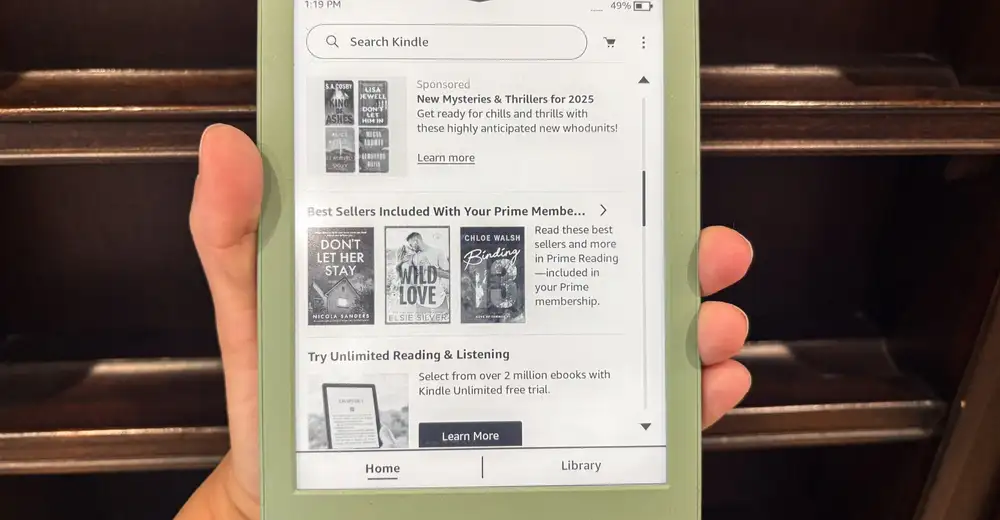 1:19 PM
49%
Search Kindle
Sponsored
New Mysteries & Thrillers for 2025
Get ready for chills and thrills with
these highly anticipated new whodunits!
Learn more
S.A. COSBY
KING
OF
ASHES
LISA
JEWELL
DON'T
LET
HIM IN
Best Sellers Included With Your Prime Membe...
DON'T
LET HER
STAY
NICOLA SANDERS
WILD
LOVE
ELSIE SILVER
CHLOE WALSH
Binding
13
Read these best
sellers and more
in Prime Reading
—included in
your Prime
membership.
Try Unlimited Reading & Listening
Select from over 2 million ebooks with
Kindle Unlimited free trial.
Learn More
Home
Library